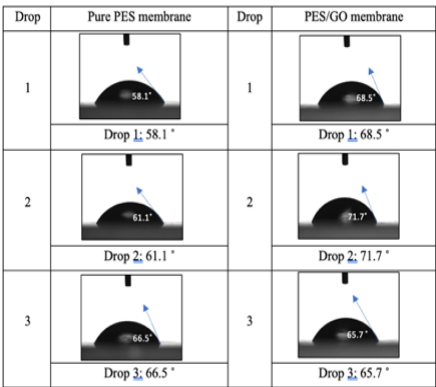 Drop Pure PES membrane Drop PES/GO membrane
1 58.1˚ 1 68.5˚
Drop 1: 58.1 ˚ Drop 1: 68.5 ˚
2 61.1˚ 2 71.7˚
Drop 2: 61.1 ˚ Drop 2: 71.7 ˚
3 66.5˚ 3 65.7˚
Drop 3: 66.5 ˚ Drop 3: 65.7 ˚